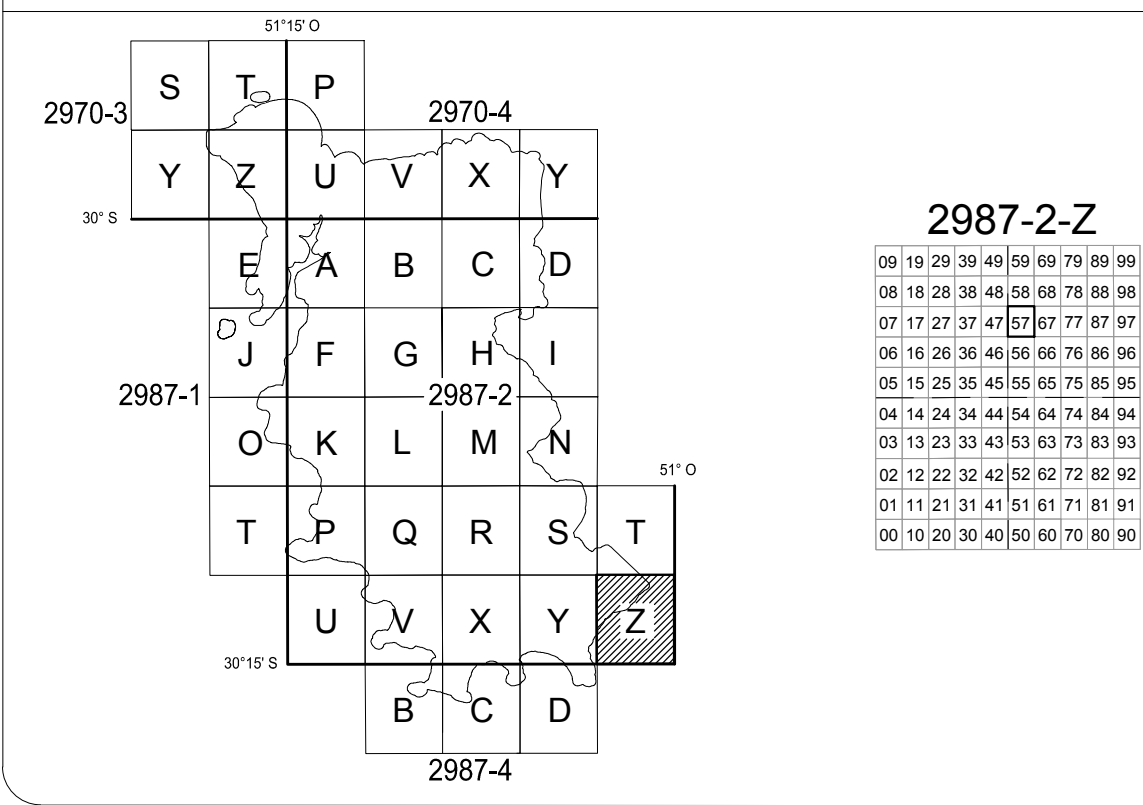 51°15' O
S T P
2970-3 2970-4
Y Z U V X Y
30° S
E A B C D
J F G H I
2987-1 2987-2
O K L M N
51° O
T P Q R S T
U V X Y Z
30°15' S
B C D
2987-4
2987-2-Z
09 19 29 39 49 59 69 79 89 99
08 18 28 38 48 58 68 78 88 98
07 17 27 37 47 57 67 77 87 97
06 16 26 36 46 56 66 76 86 96
05 15 25 35 45 55 65 75 85 95
04 14 24 34 44 54 64 74 84 94
03 13 23 33 43 53 63 73 83 93
02 12 22 32 42 52 62 72 82 92
01 11 21 31 41 51 61 71 81 91
00 10 20 30 40 50 60 70 80 90